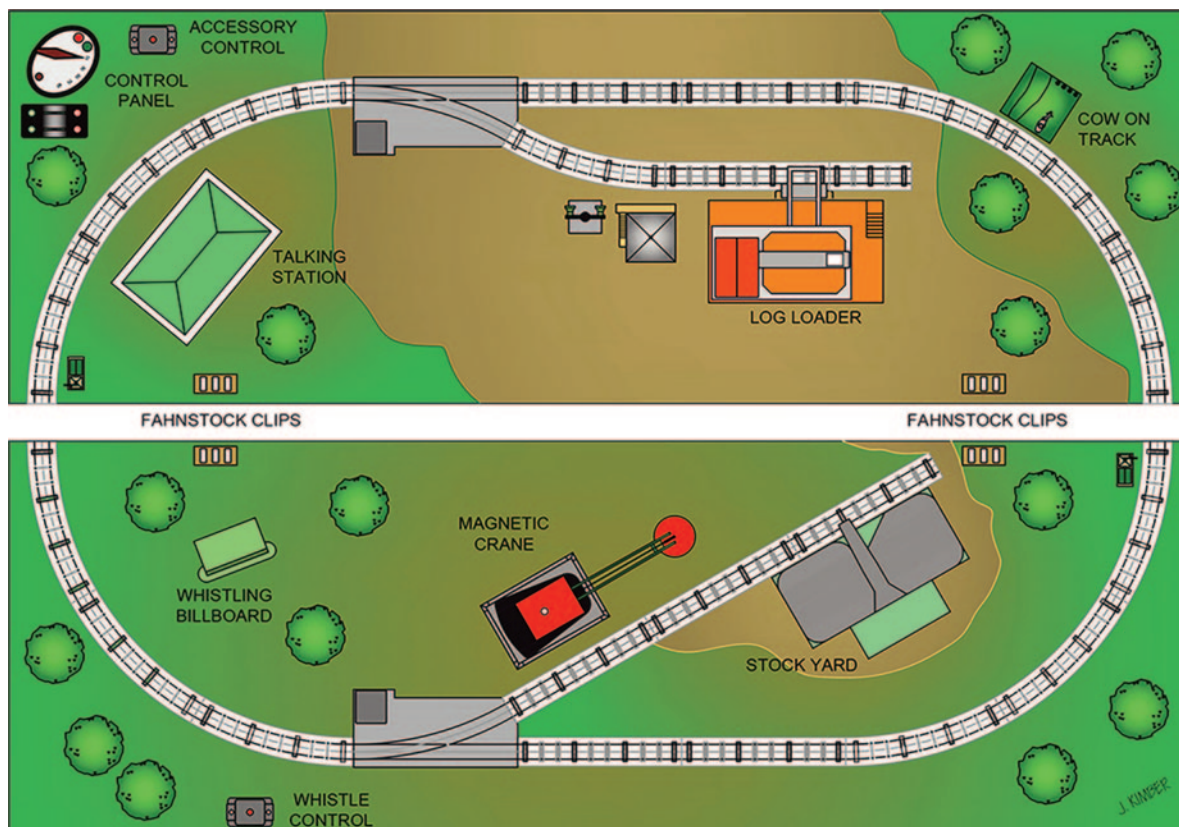 ACCESSORY
CONTROL
CONTROL
PANEL
COW ON
TRACK
TALKING
STATION
LOG LOADER
FAHNSTOCK CLIPS
FAHNSTOCK CLIPS
MAGNETIC
CRANE
WHISTLING
BILLBOARD
STOCK YARD
WHISTLE
CONTROL
J. KIMBER